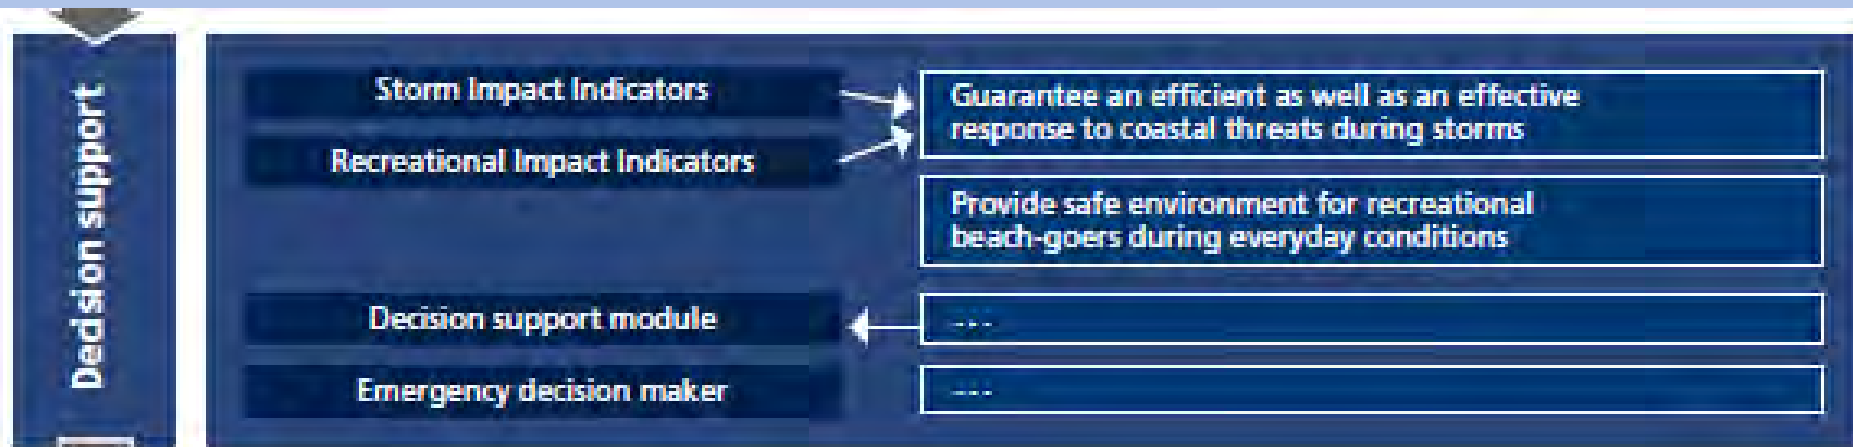 Decision support
Storm Impact Indicators
Recreational Impact Indicators
Guarantee an efficient as well as an effective
response to coastal threats during storms
Provide safe environment for recreational
beach-goers during everyday conditions
Decision support module
---
Emergency decision maker
---